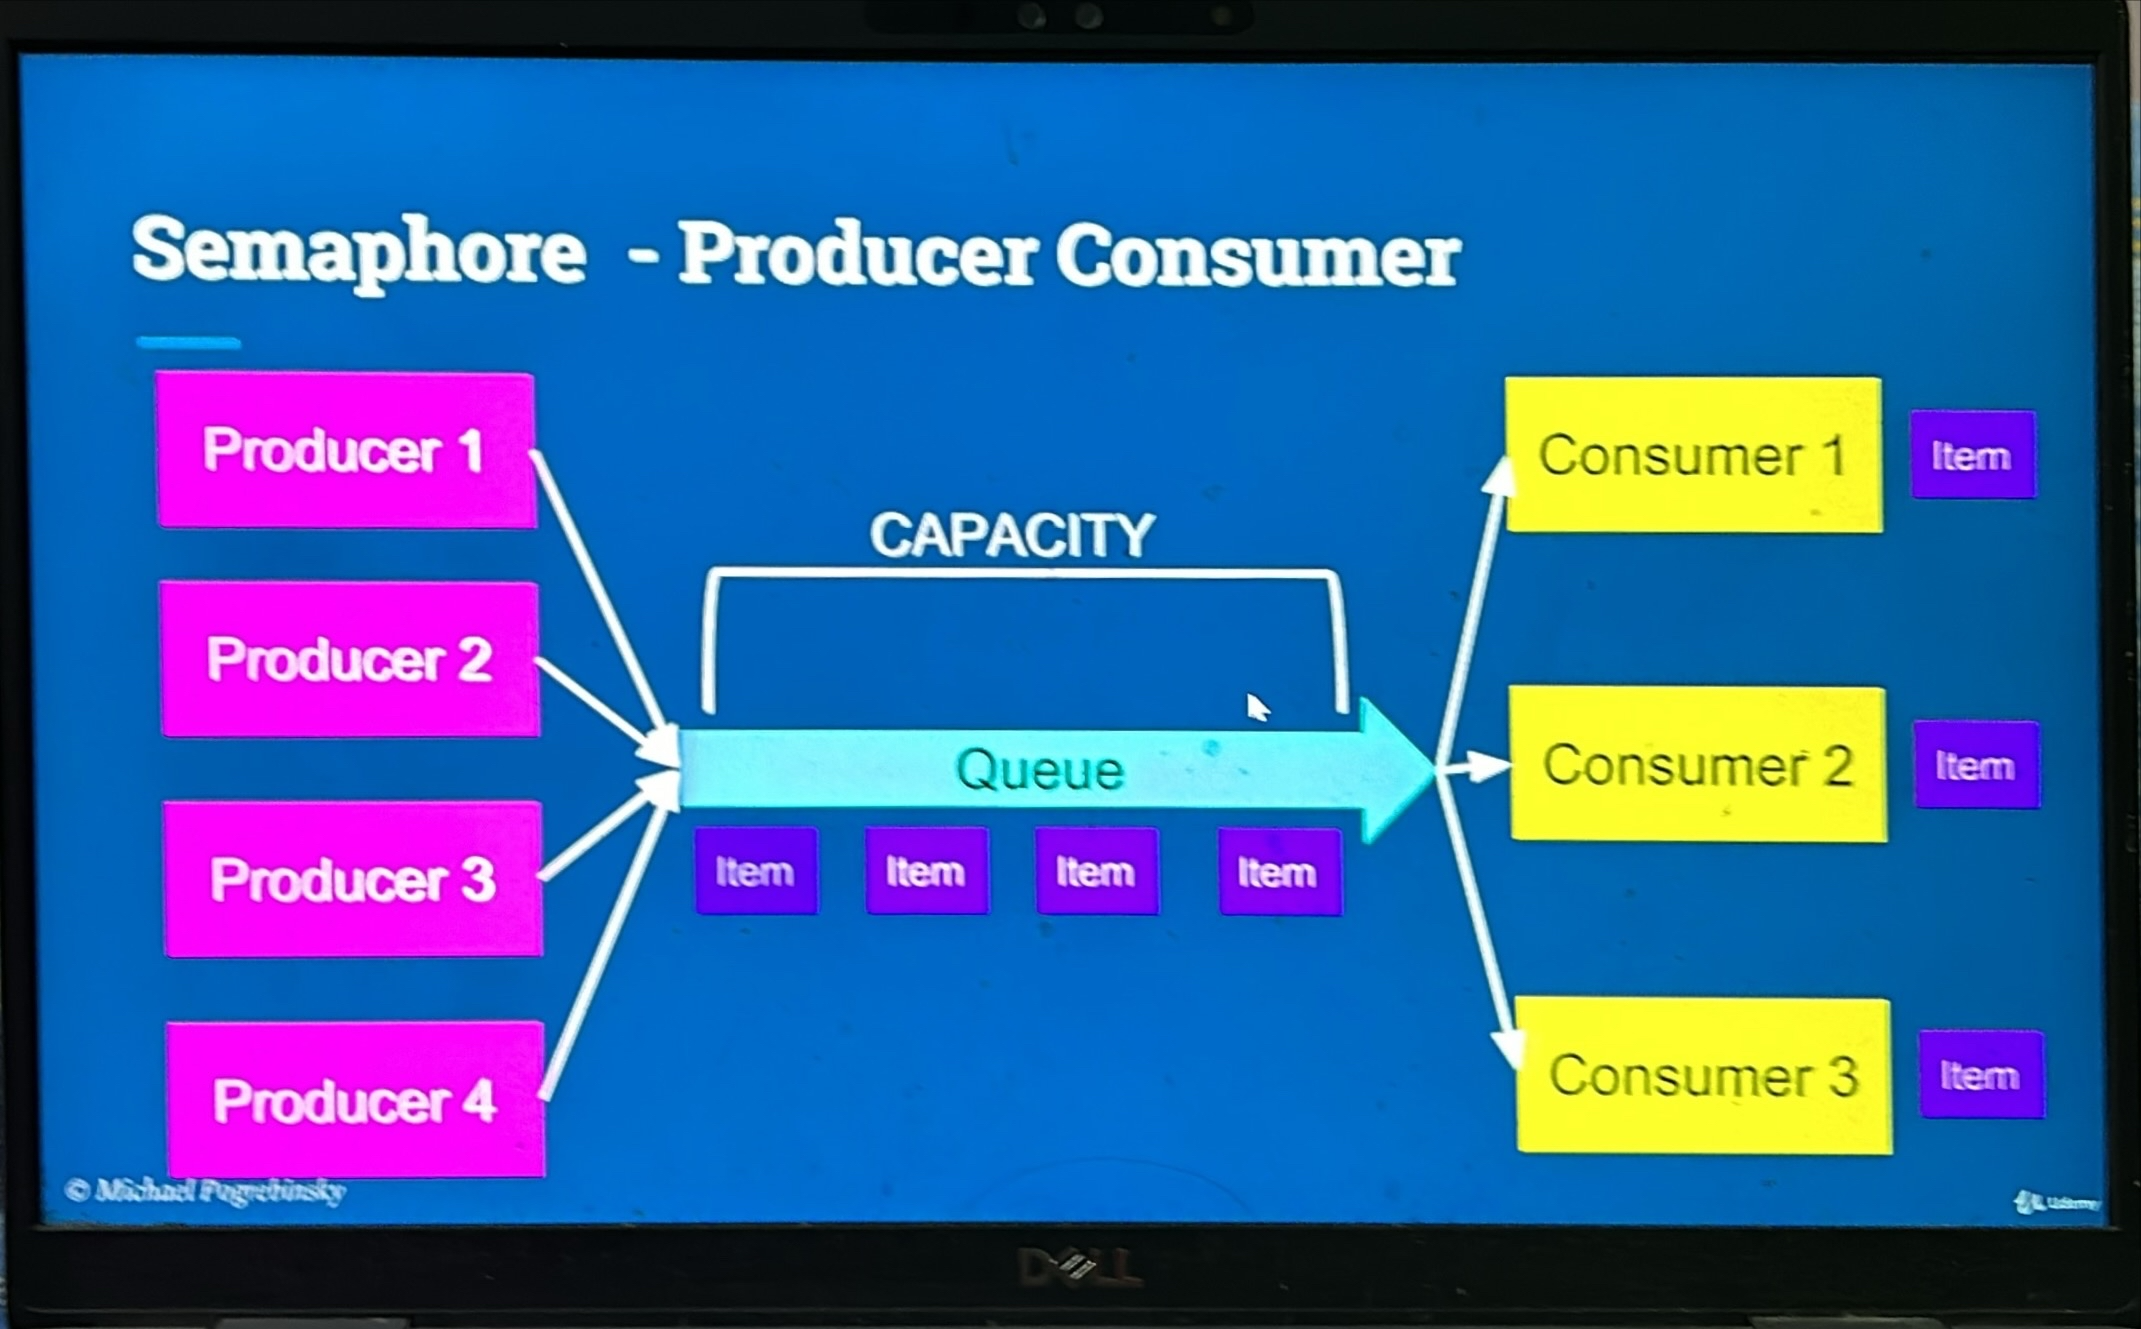 Semaphore - Producer Consumer
Producer 1
Producer 2
Producer 3
Producer 4
CAPACITY
Queue
Item Item Item Item
Consumer 1 Item
Consumer 2 Item
Consumer 3 Item
© Michael Pogrebinsky
Udemy
DELL